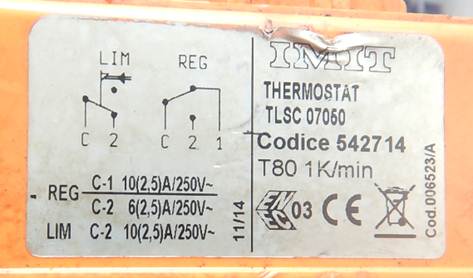 LIM
REG
C 2
C 2 1
REG C-1 10(2,5)A/250V~
C-2 6(2,5)A/250V~
LIM C-2 10(2,5)A/250V~
11/14
IMIT
THERMOSTAT
TLSC 07050
Codice 542714
T80 1K/min
03 CE
Cod.006523/A